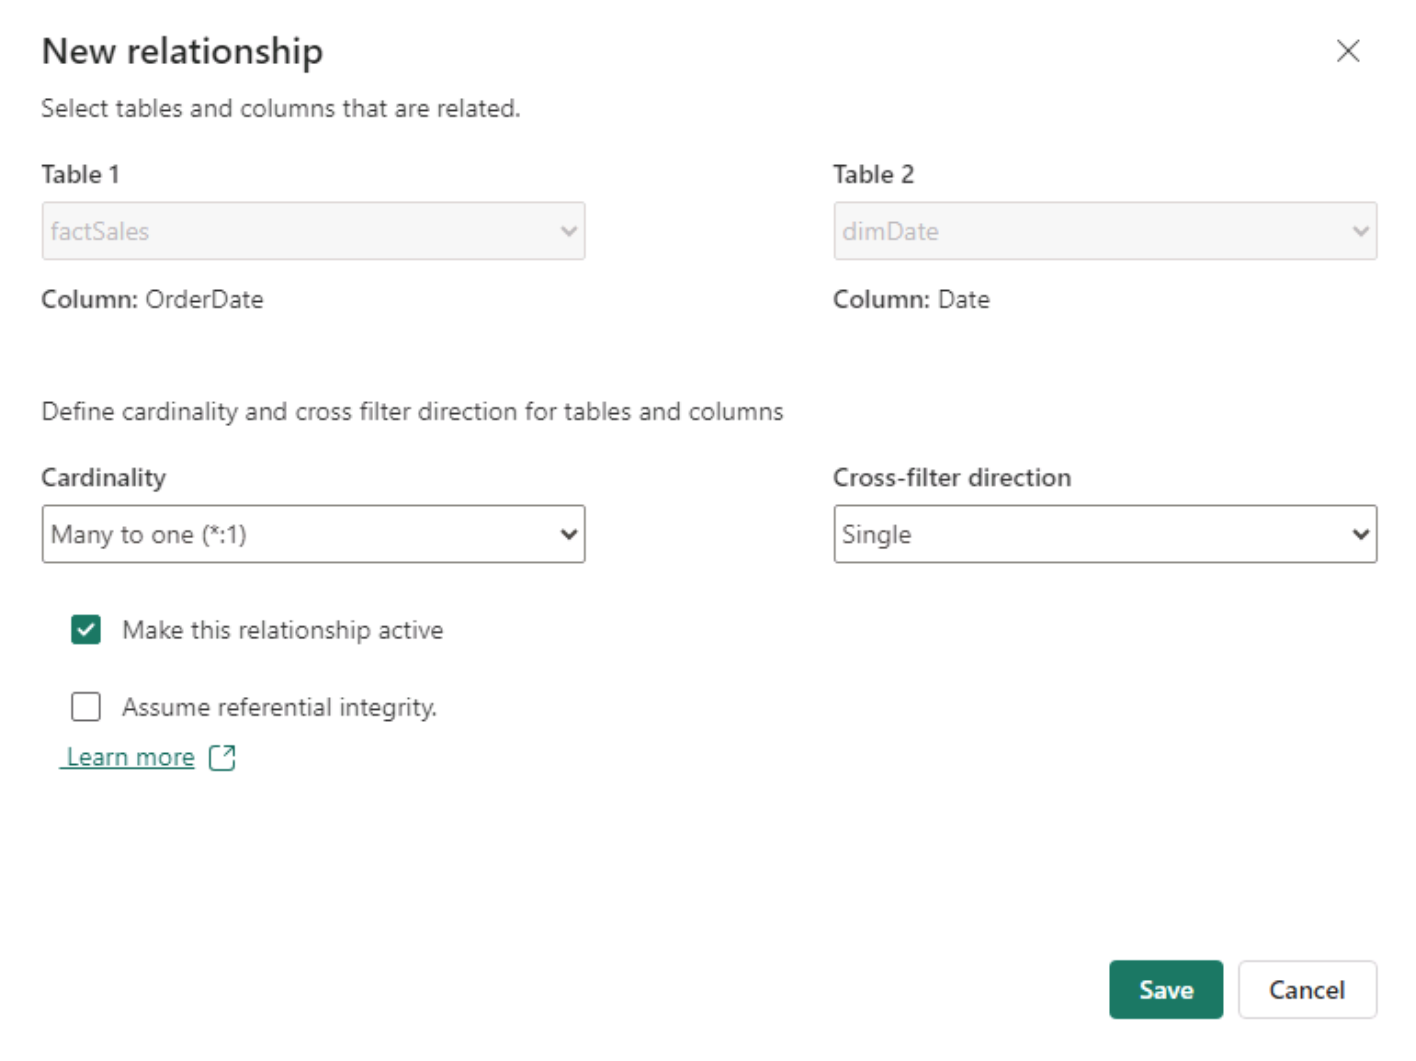 New relationship
Select tables and columns that are related.
Table 1
Table 2
factSales
dimDate
Column: OrderDate
Column: Date
Define cardinality and cross filter direction for tables and columns
Cardinality
Cross-filter direction
Many to one (*:1)
Single
Make this relationship active
Assume referential integrity.
Learn more
Save
Cancel